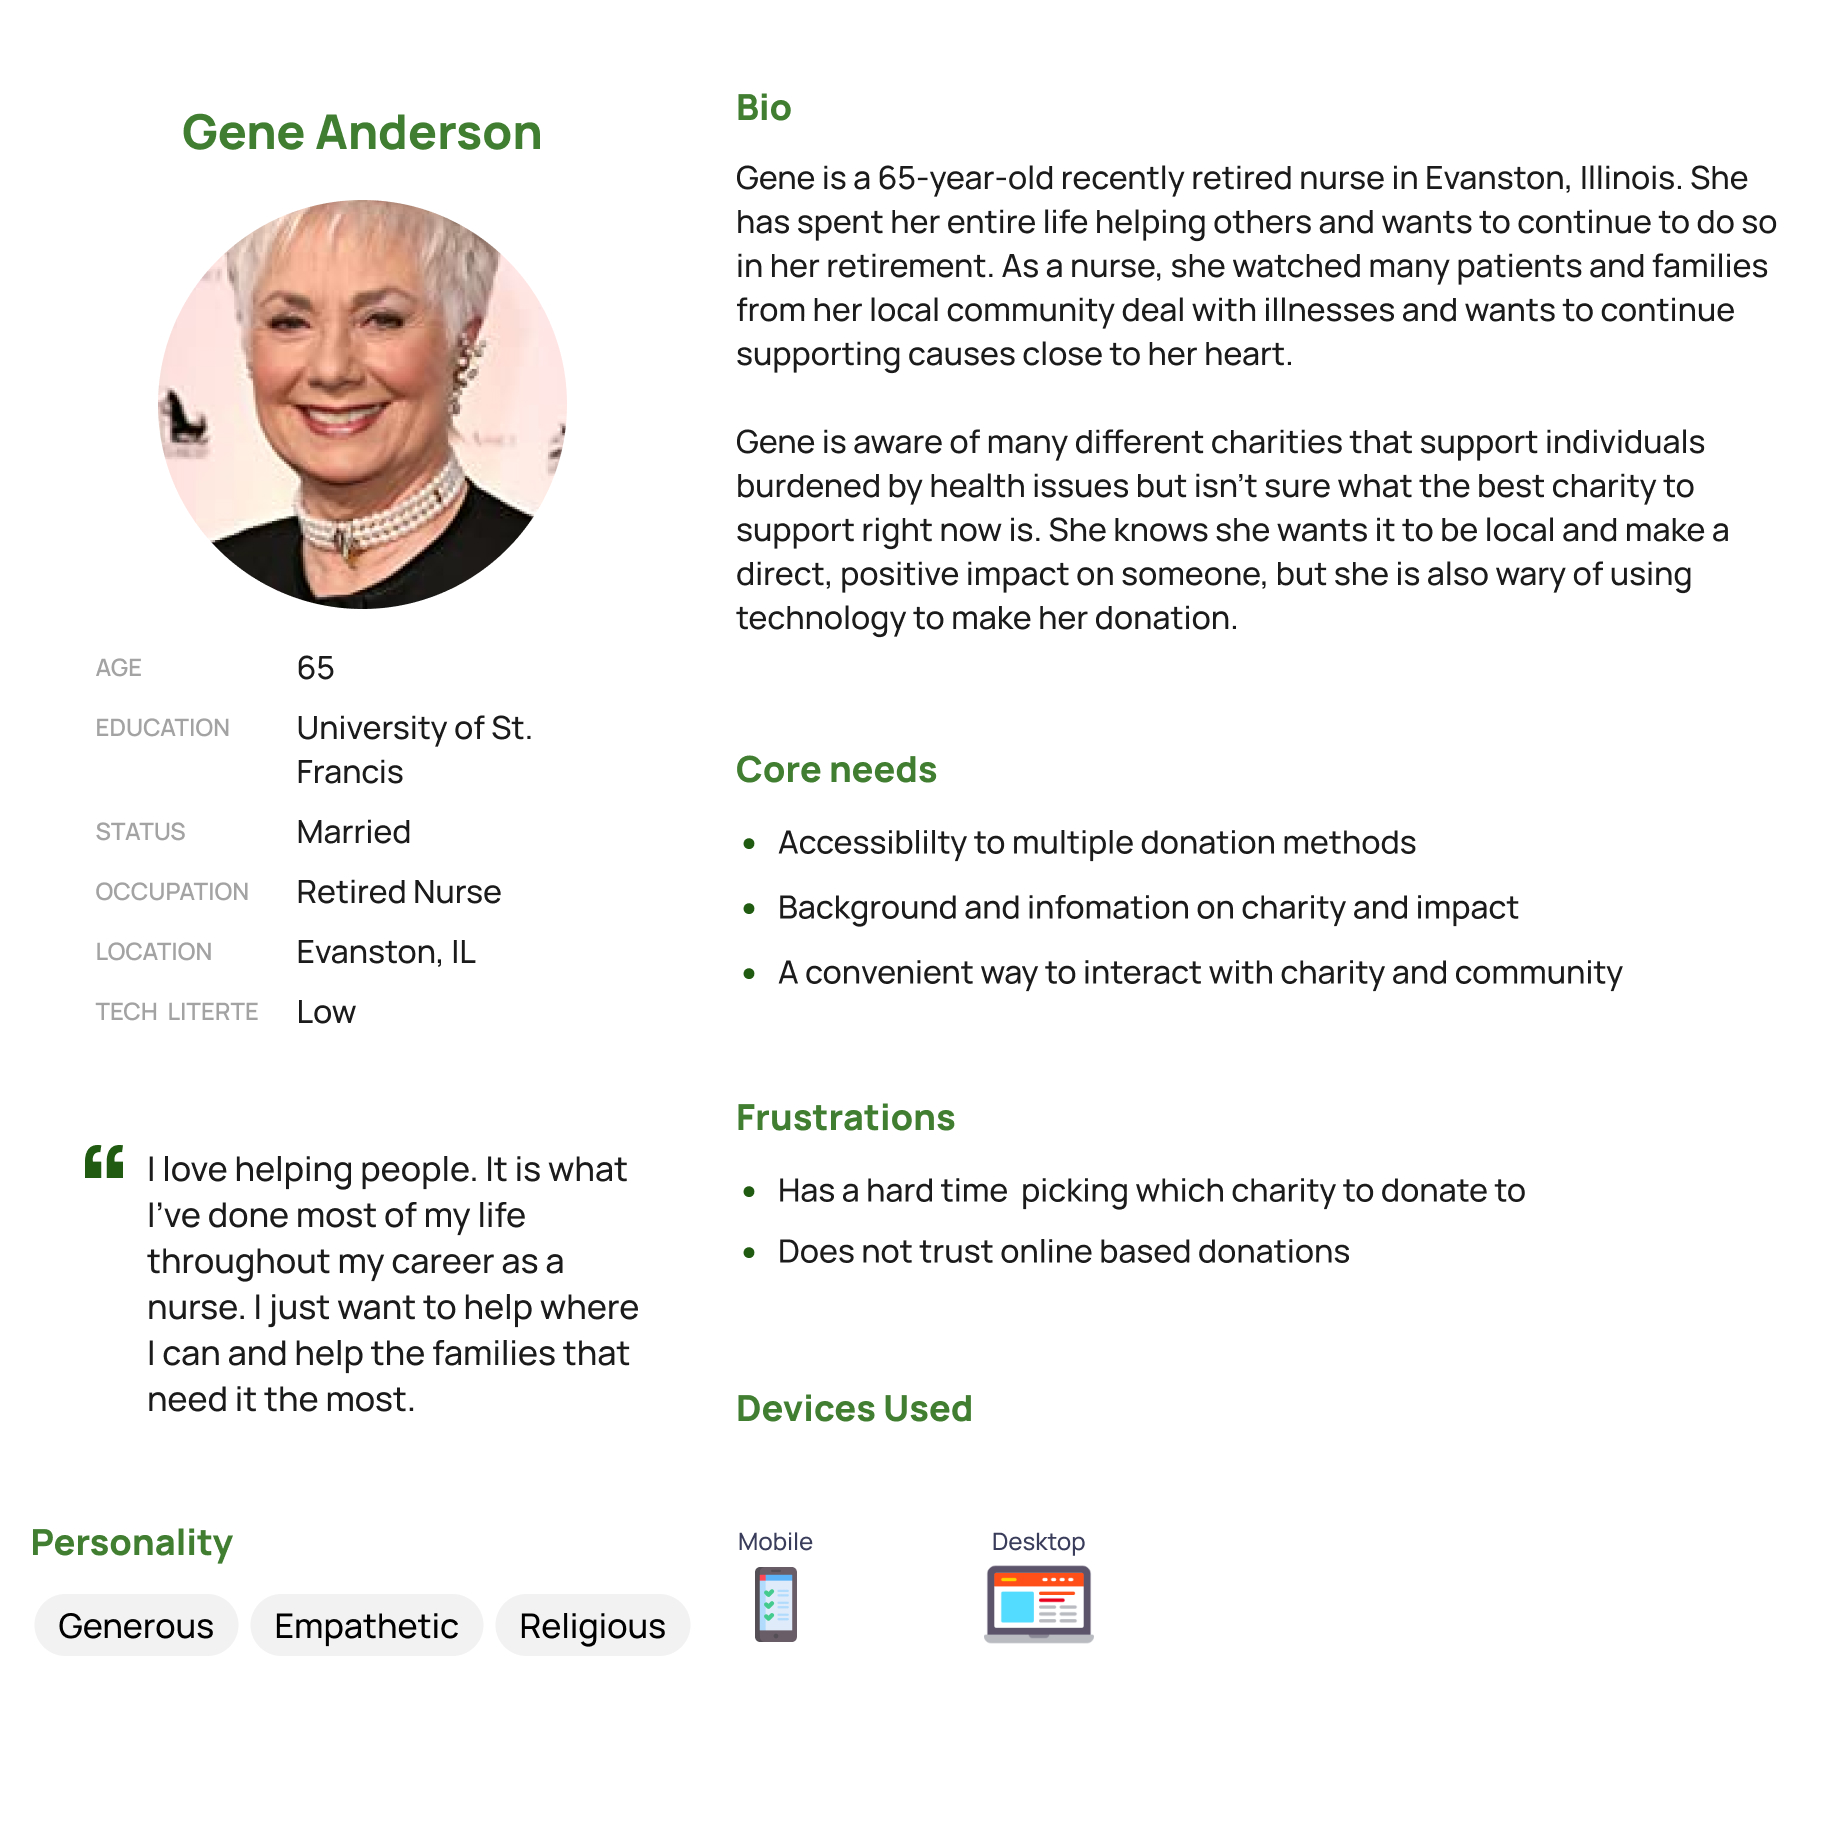 Gene Anderson
AGE 65
EDUCATION University of St.
Francis
STATUS Married
OCCUPATION Retired Nurse
LOCATION Evanston, IL
TECH LITERTE Low
“ I love helping people. It is what
I've done most of my life
throughout my career as a
nurse. I just want to help where
I can and help the families that
need it the most.
Personality
Generous Empathetic Religious
Bio
Gene is a 65-year-old recently retired nurse in Evanston, Illinois. She
has spent her entire life helping others and wants to continue to do so
in her retirement. As a nurse, she watched many patients and families
from her local community deal with illnesses and wants to continue
supporting causes close to her heart.
Gene is aware of many different charities that support individuals
burdened by health issues but isn't sure what the best charity to
support right now is. She knows she wants it to be local and make a
direct, positive impact on someone, but she is also wary of using
technology to make her donation.
Core needs
• Accessiblilty to multiple donation methods
• Background and infomation on charity and impact
• A convenient way to interact with charity and community
Frustrations
• Has a hard time  picking which charity to donate to
• Does not trust online based donations
Devices Used
Mobile Desktop